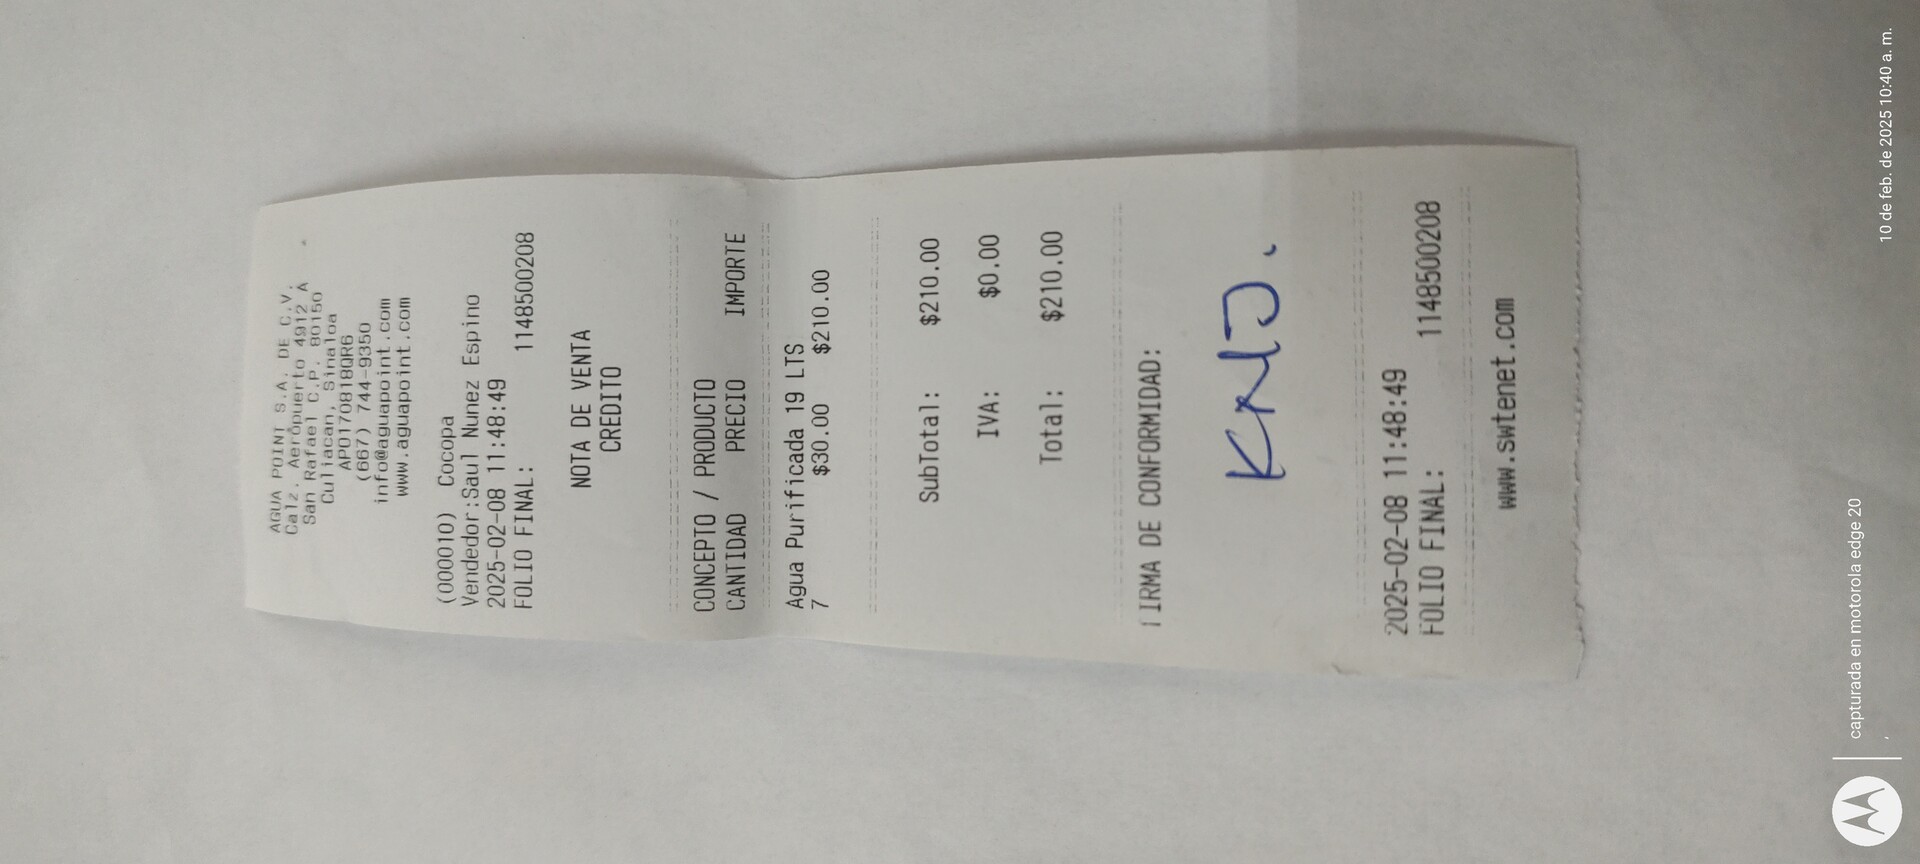 AGUA POINT S.A. DE C.V.
Calz. Aeropuerto 4912 A
San Rafael C.P. 80150
Culiacan, Sinaloa
APO170818QR6
(667) 744-9350
info@aguapoint.com
www.aguapoint.com
(000010) Cocopa
Vendedor:Saul Nunez Espino
2025-02-08 11:48:49
FOLIO FINAL: 1148500208
NOTA DE VENTA
CREDITO
CONCEPTO / PRODUCTO
CANTIDAD PRECIO IMPORTE
Agua Purificada 19 LTS
7 $30.00 $210.00
SubTotal: $210.00
IVA: $0.00
Total: $210.00
FIRMA DE CONFORMIDAD:
2025-02-08 11:48:49
FOLIO FINAL: 1148500208
www.swtenet.com
capturada en motorola edge 20
10 de feb. de 2025 10:40 a. m.